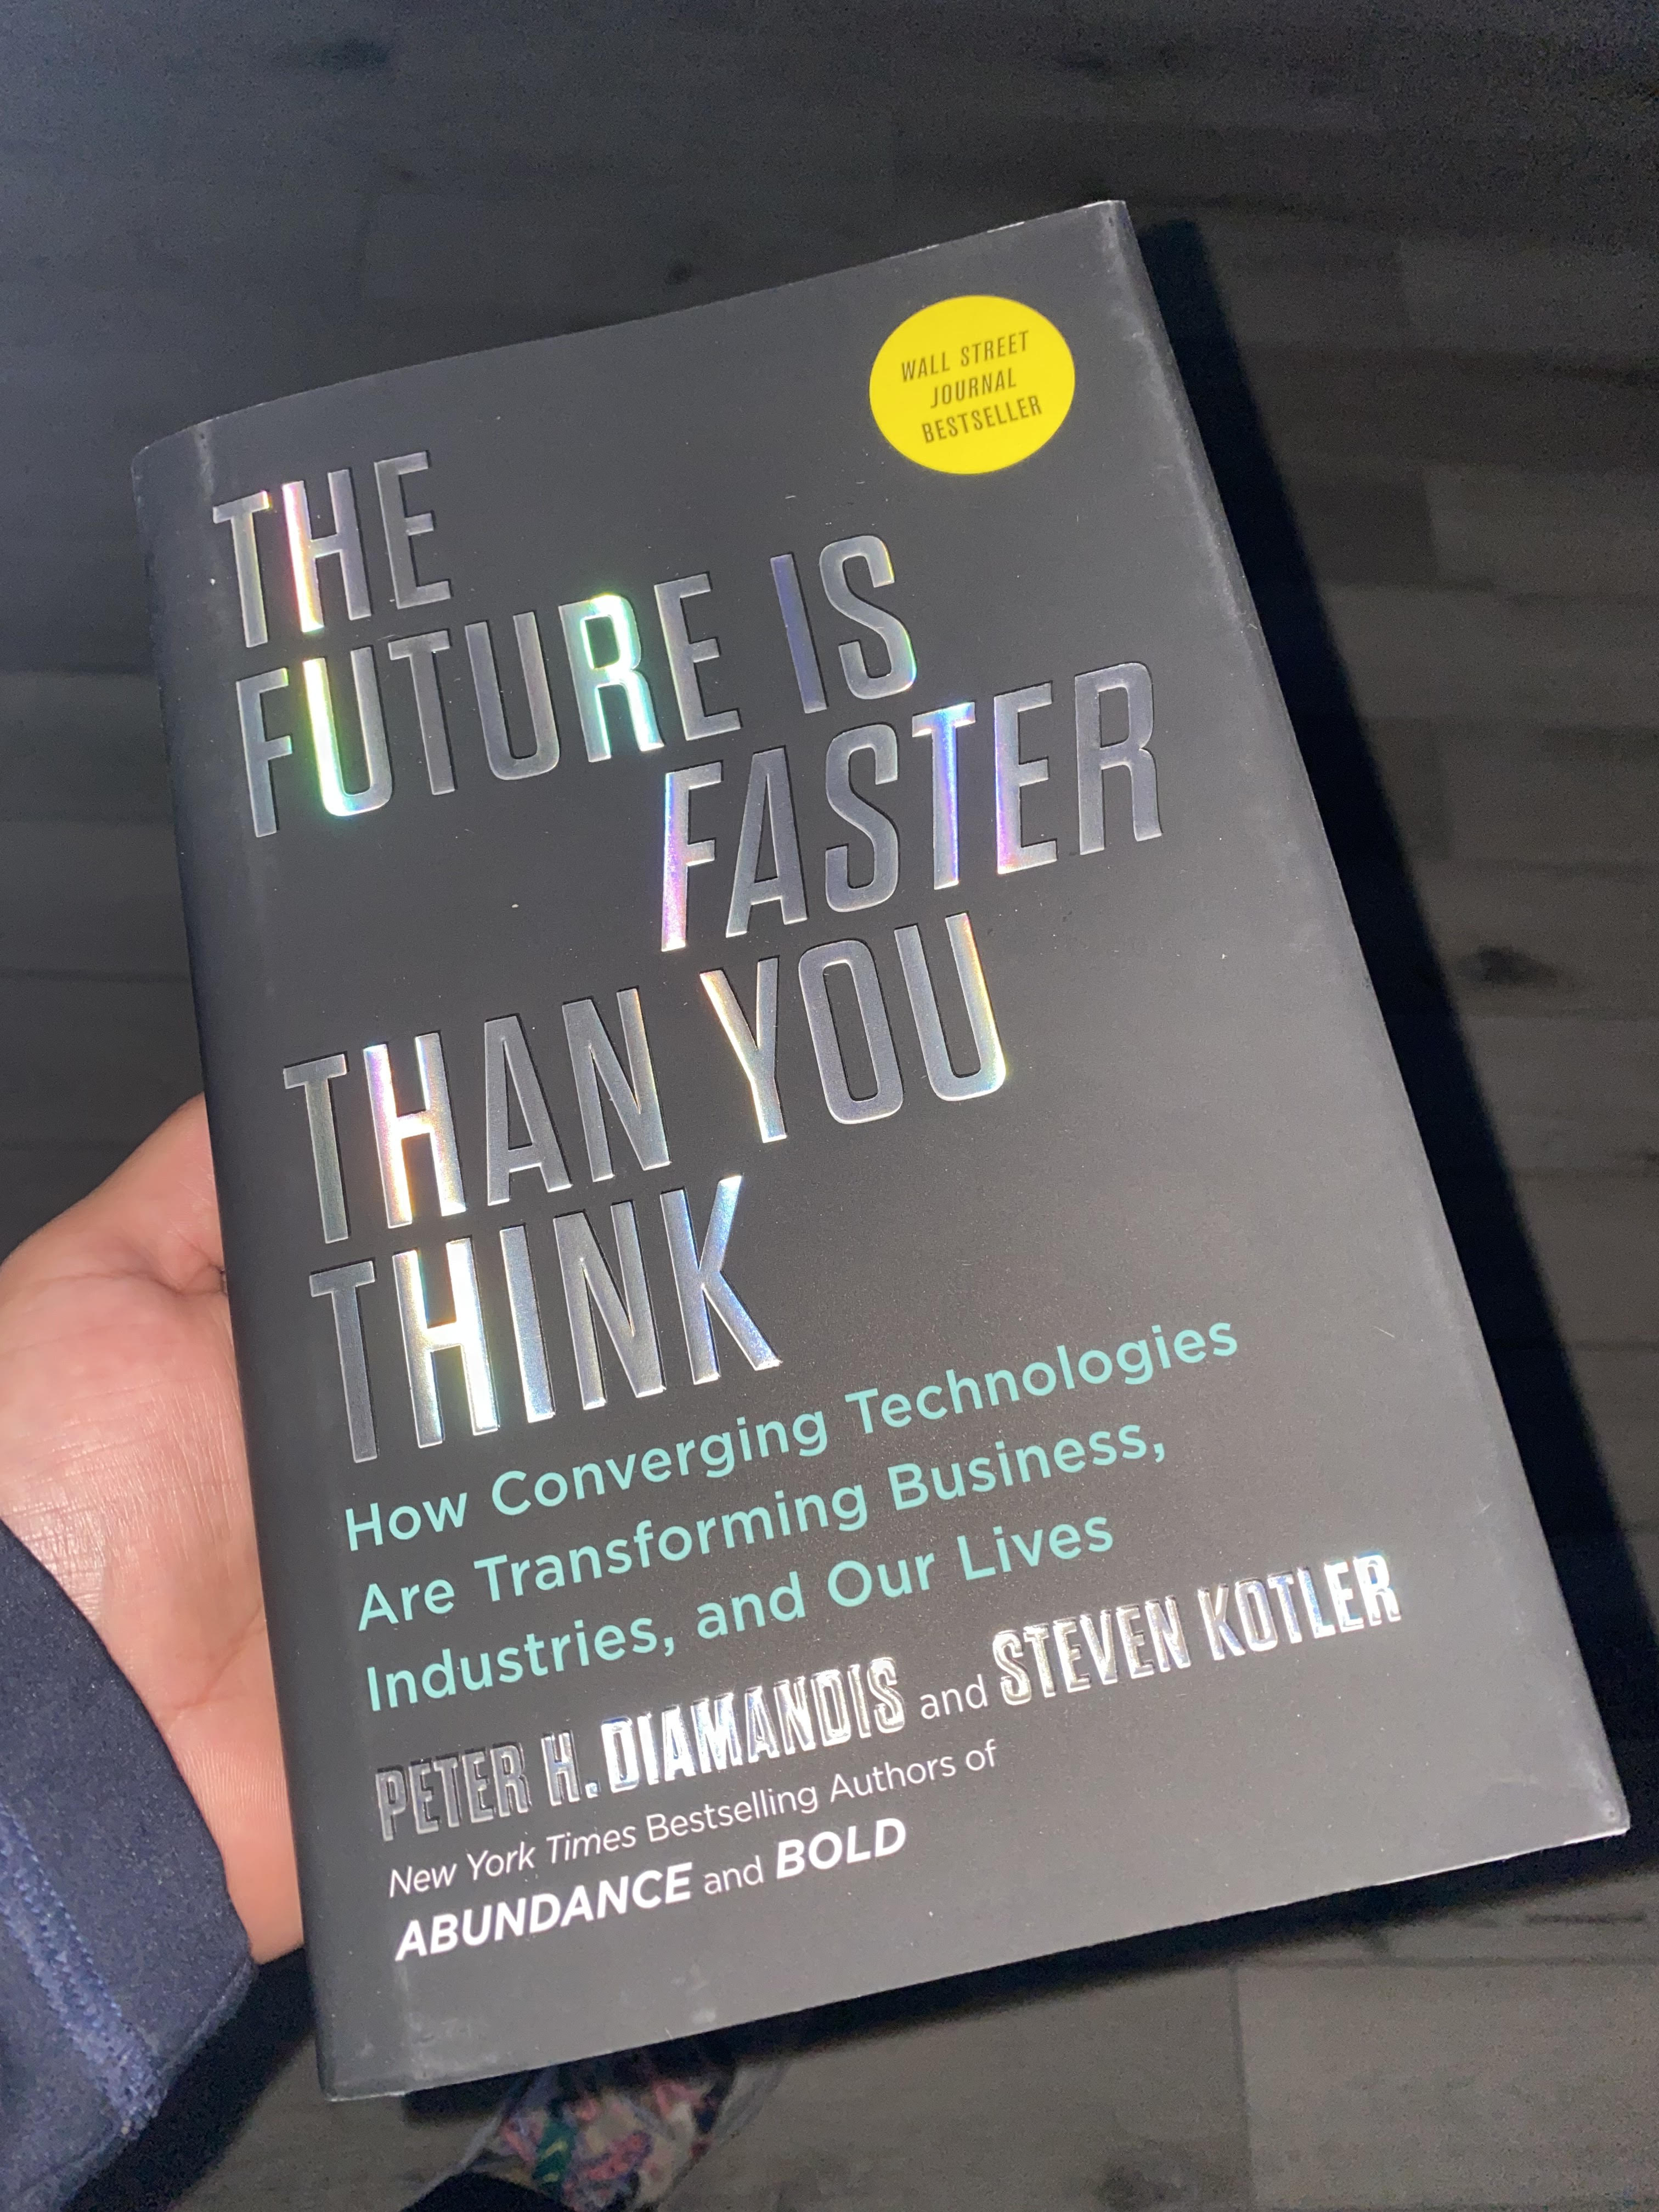 WALL STREET
JOURNAL
BESTSELLER
THE
FUTURE IS
FASTER
THAN YOU
THINK
How Converging Technologies
Are Transforming Business,
Industries, and Our Lives
PETER H. DIAMANDIS and STEVEN KOTLER
New York Times Bestselling Authors of
ABUNDANCE and BOLD